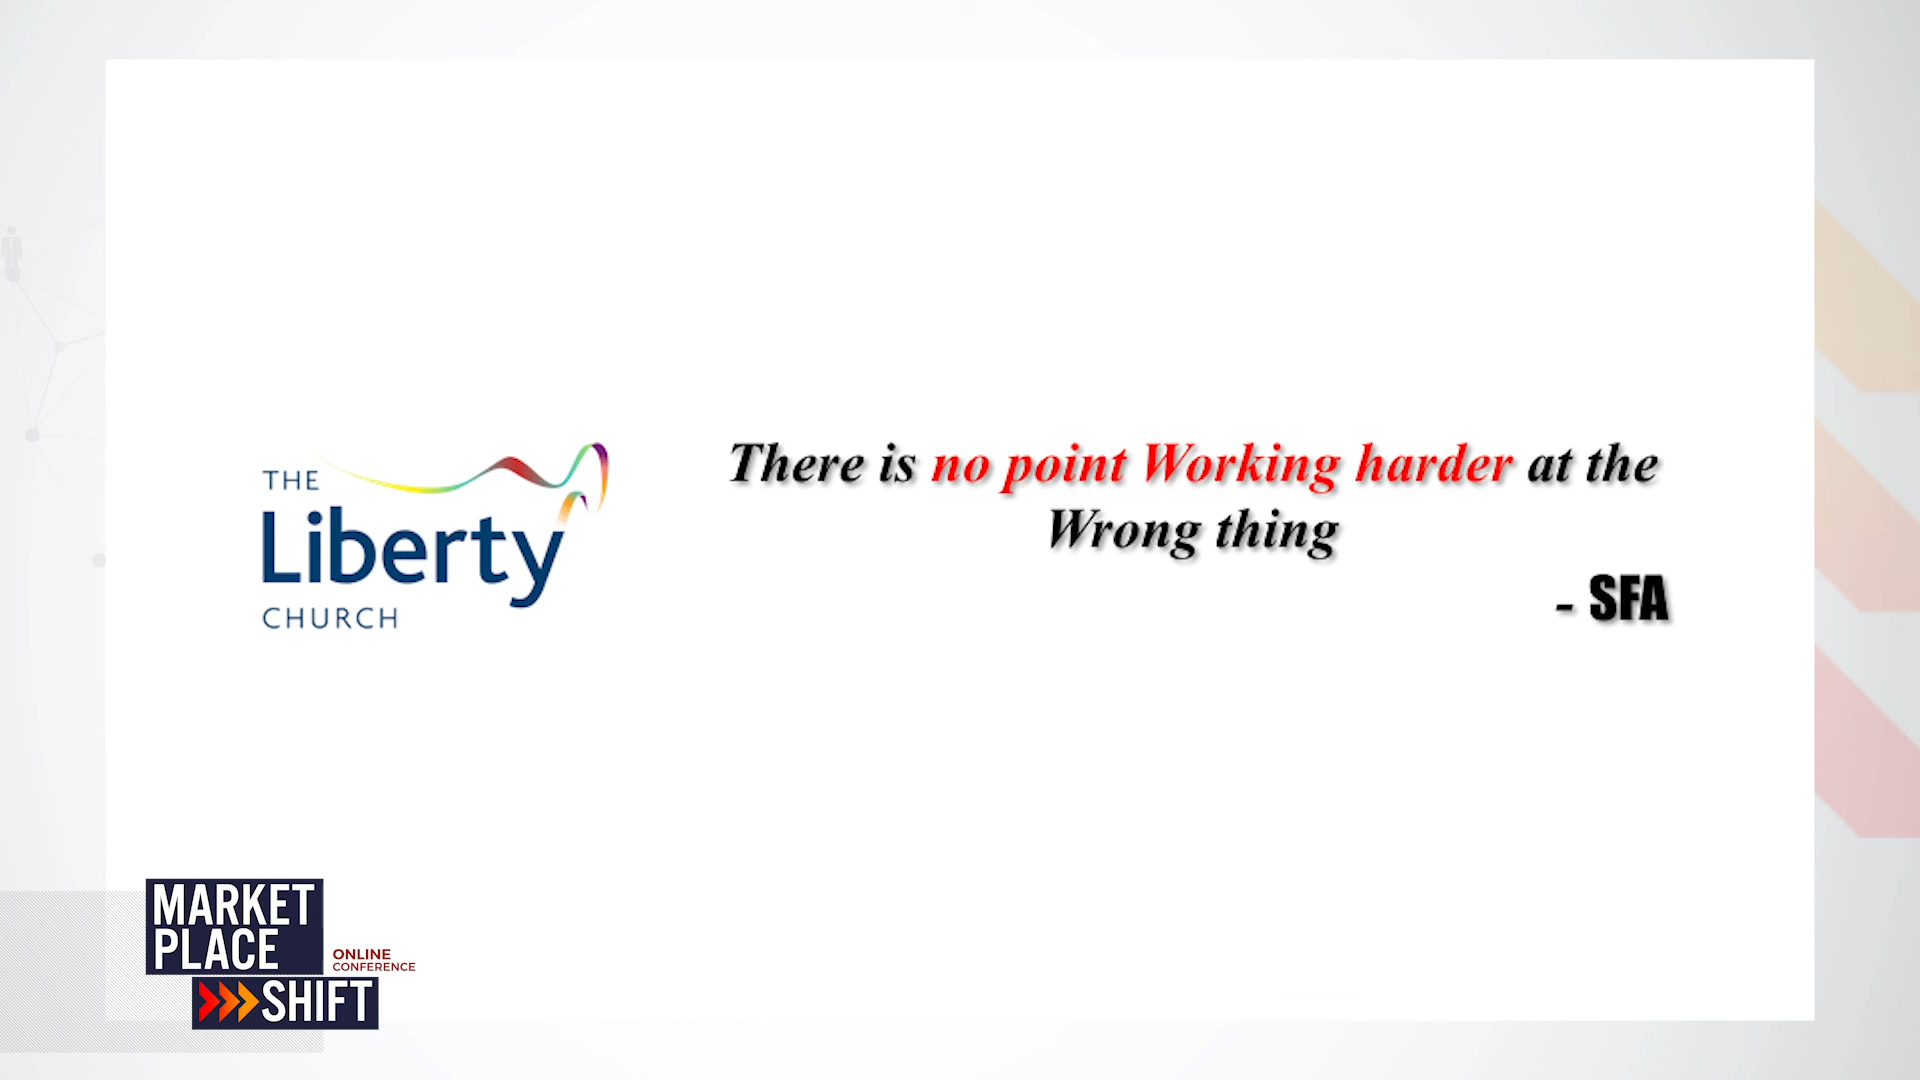 THE
Liberty
CHURCH
There is no point Working harder at the
Wrong thing
- SFA
MARKET
PLACE
ONLINE
CONFERENCE
SHIFT